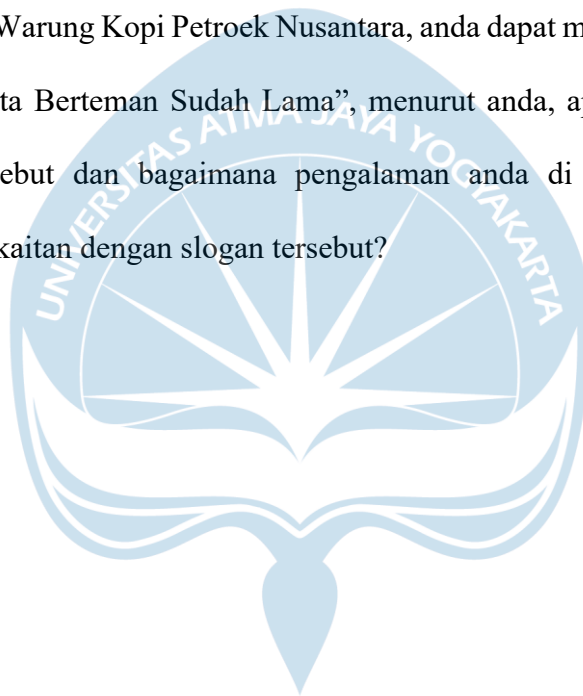 Warung Kopi Petroek Nusantara, anda dapat m
ta Berteman Sudah Lama”, menurut anda, ap
ebut dan bagaimana pengalaman anda di
kaitan dengan slogan tersebut?
UNIVERSITAS ATMA JAYA YOGYAKARTA